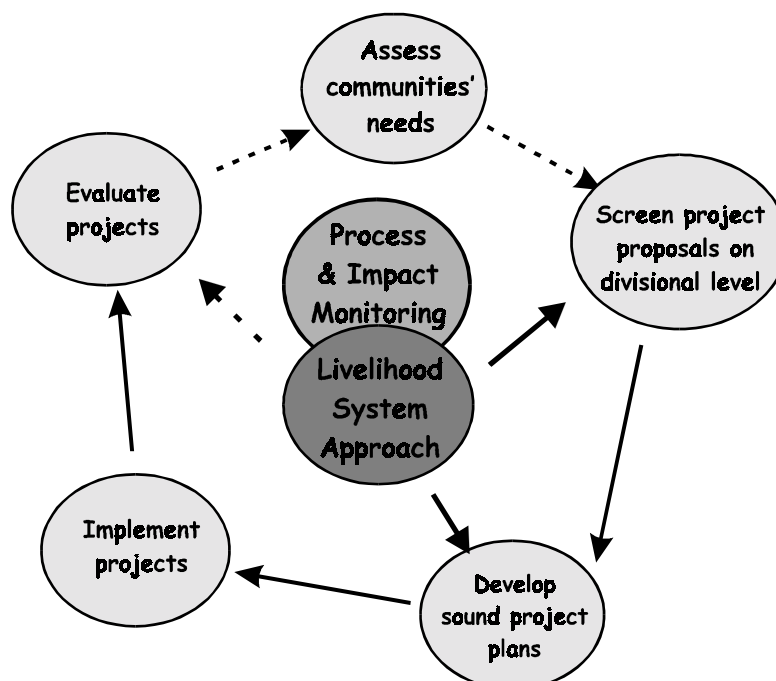 Assess
communities'
needs
Evaluate
projects
Screen project
proposals on
divisional level
Process
& Impact
Monitoring
Livelihood
System
Approach
Implement
projects
Develop
sound project
plans